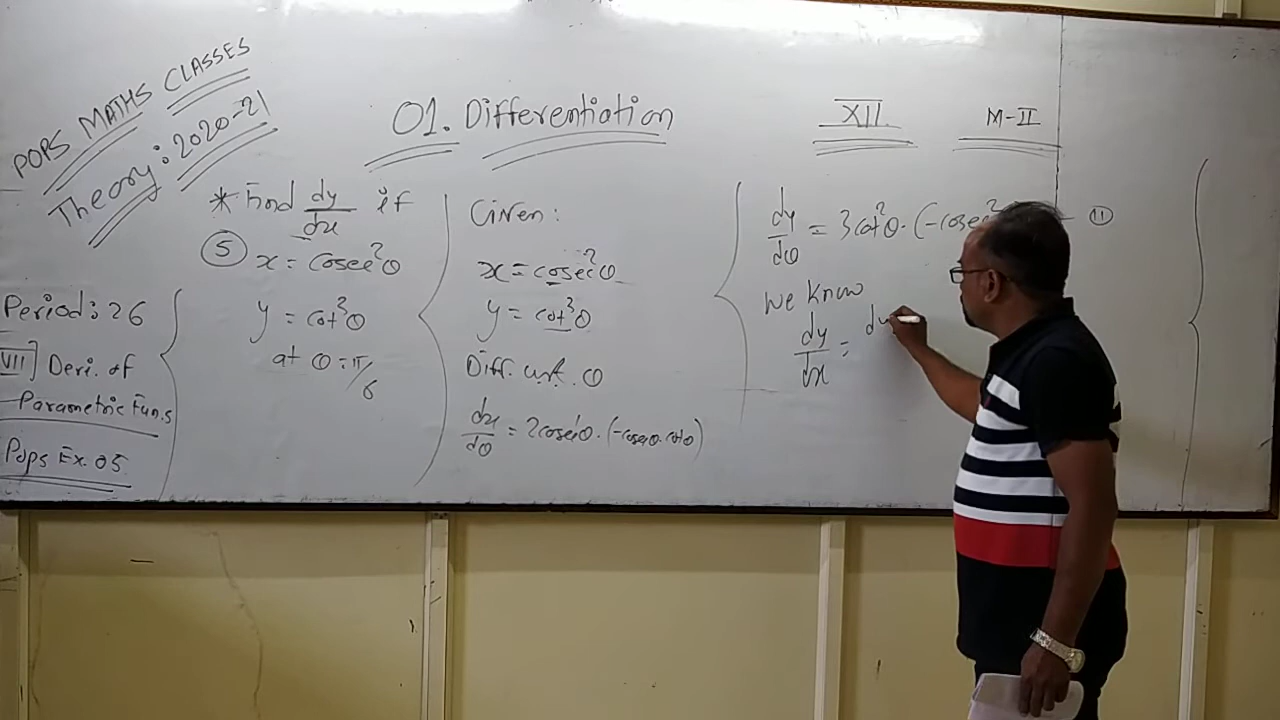 POPS MATHS CLASSES
Theory: 2020-21
01. Differentiation
XII
M-II
Period: 26
VII] Deri. of
Parametric Fun.s
Pops Ex. 05
* Find dy/dx if
⑤ x = Cosec²θ
y = cot³θ
at θ = π/6
Given:
x = cosec²θ
y = cot³θ
Diff. w.r.t. θ
dx/dθ = 2cosecθ.(-cosecθ.cotθ)
dy/dθ = 3cot²θ.(-cosec² ⑪
We know
dy/dx =